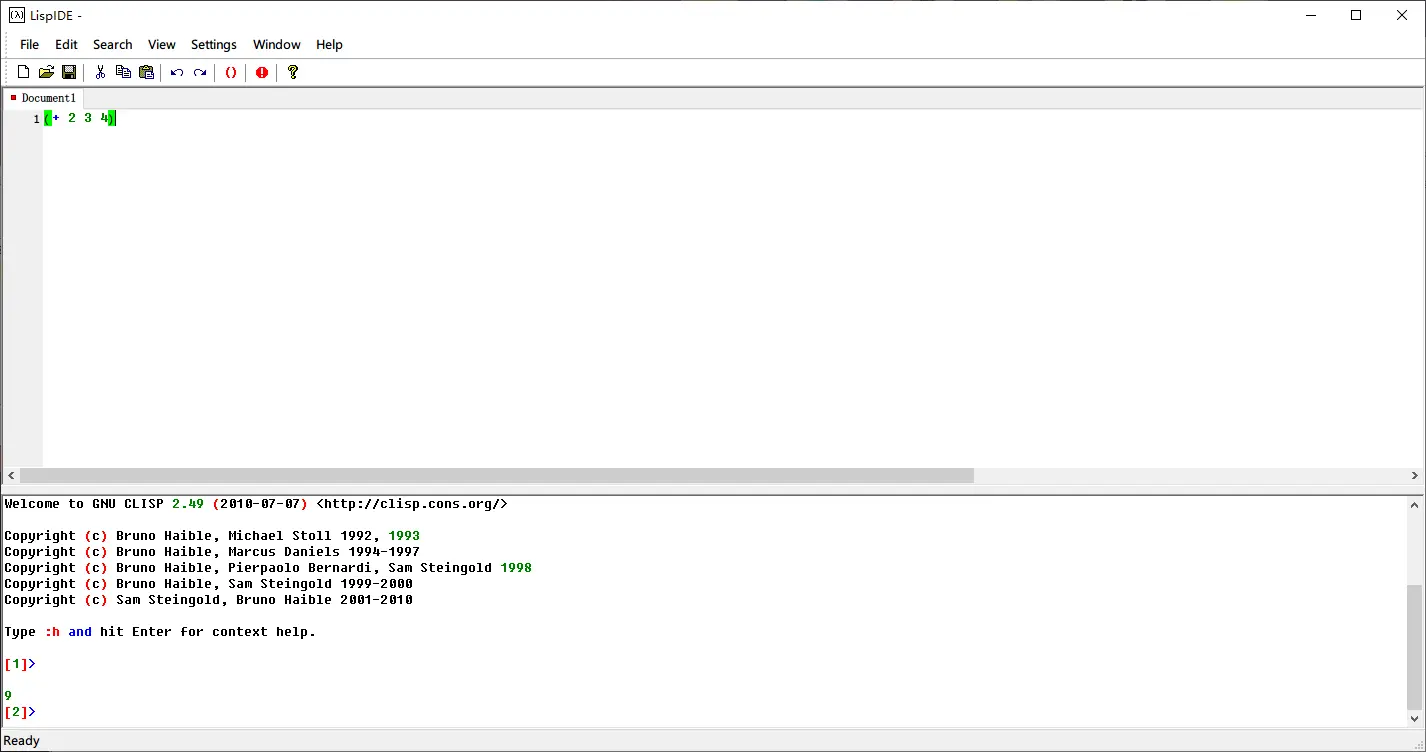 LispIDE -
File Edit Search View Settings Window Help
Document1
1 (+ 2 3 4)
Welcome to GNU CLISP 2.49 (2010-07-07) <http://clisp.cons.org/>
Copyright (c) Bruno Haible, Michael Stoll 1992, 1993
Copyright (c) Bruno Haible, Marcus Daniels 1994-1997
Copyright (c) Bruno Haible, Pierpaolo Bernardi, Sam Steingold 1998
Copyright (c) Bruno Haible, Sam Steingold 1999-2000
Copyright (c) Sam Steingold, Bruno Haible 2001-2010
Type :h and hit Enter for context help.
[1]>
9
[2]>
Ready